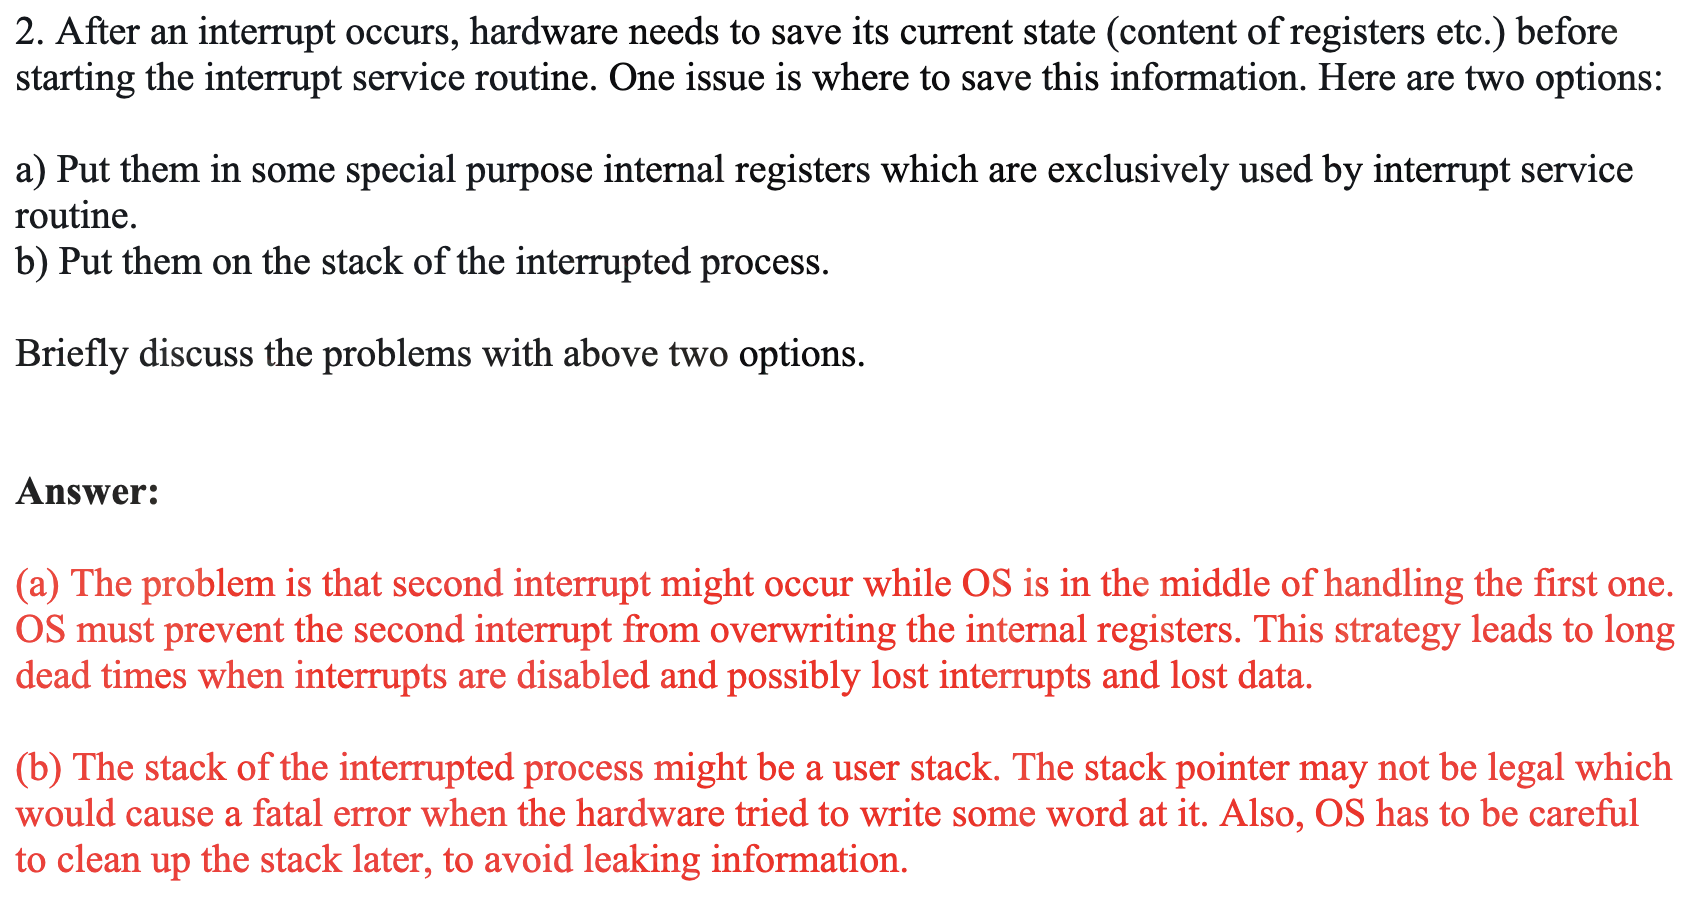 2. After an interrupt occurs, hardware needs to save its current state (content of registers etc.) before
starting the interrupt service routine. One issue is where to save this information. Here are two options:
a) Put them in some special purpose internal registers which are exclusively used by interrupt service
routine.
b) Put them on the stack of the interrupted process.
Briefly discuss the problems with above two options.
Answer:
(a) The problem is that second interrupt might occur while OS is in the middle of handling the first one.
OS must prevent the second interrupt from overwriting the internal registers. This strategy leads to long
dead times when interrupts are disabled and possibly lost interrupts and lost data.
(b) The stack of the interrupted process might be a user stack. The stack pointer may not be legal which
would cause a fatal error when the hardware tried to write some word at it. Also, OS has to be careful
to clean up the stack later, to avoid leaking information.